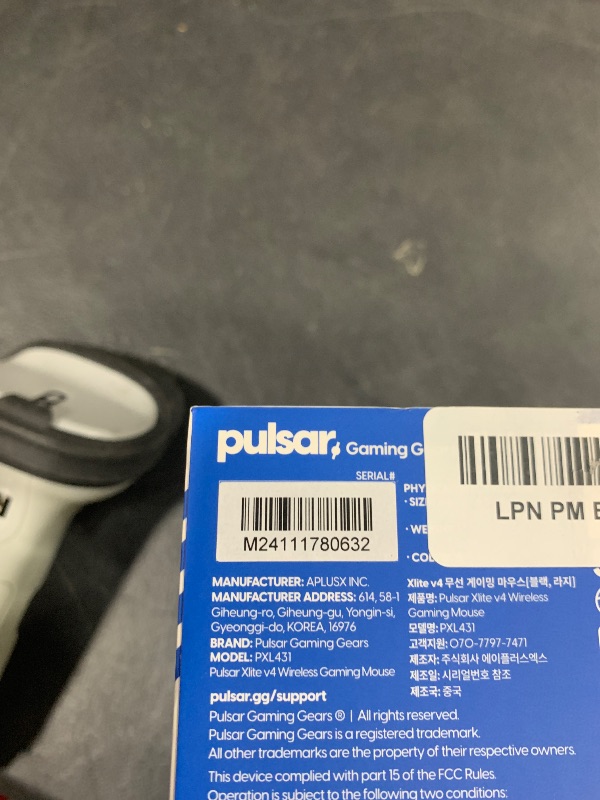 pulsar Gaming G
SERIAL#
M24111780632
PHY
· SIZ
· WE
· COL
LPN PM
MANUFACTURER: APLUSX INC.
MANUFACTURER ADDRESS: 614, 58-1
Giheung-ro, Giheung-gu, Yongin-si,
Gyeonggi-do, KOREA, 16976
BRAND: Pulsar Gaming Gears
MODEL: PXL431
Pulsar Xlite v4 Wireless Gaming Mouse
Xlite v4 무선 게이밍 마우스[블랙, 라지]
제품명: Pulsar Xlite v4 Wireless
Gaming Mouse
모델명: PXL431
고객지원: 070-7797-7471
제조자: 주식회사 에이플러스엑스
제조일: 시리얼번호 참조
제조국: 중국
pulsar.gg/support
Pulsar Gaming Gears ® | All rights reserved.
Pulsar Gaming Gears is a registered trademark.
All other trademarks are the property of their respective owners.
This device complied with part 15 of the FCC Rules.
Operation is subject to the following two conditions: